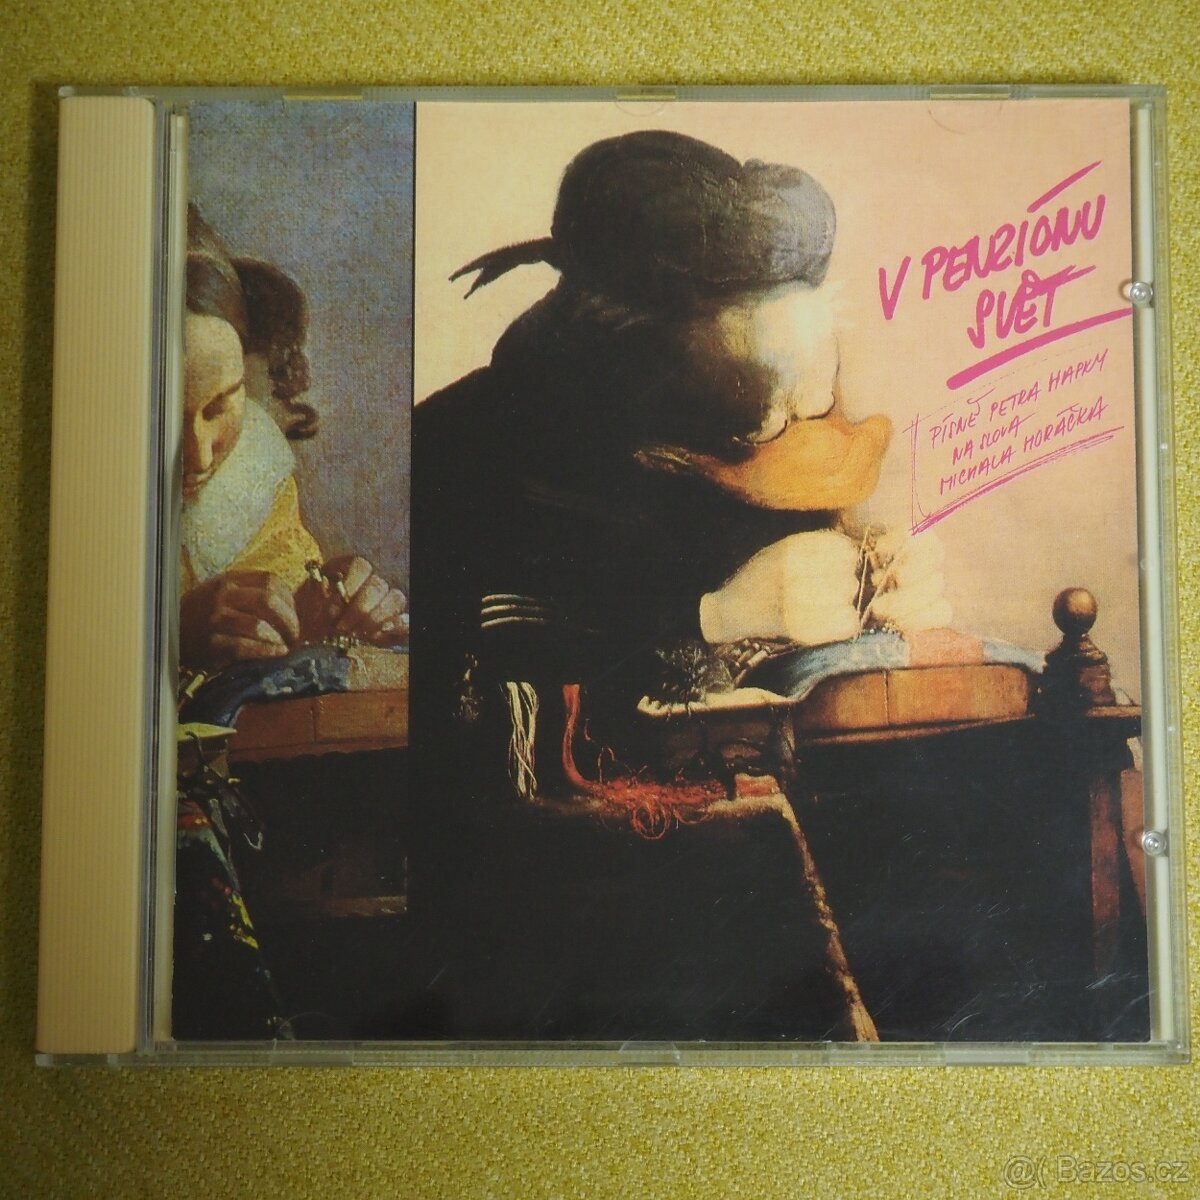 V PENZIÓNU
SVĚT
PÍSNĚ PETRA HAPKY
NA SLOVA
MICHALA HORÁČKA
@( Bazos.cz